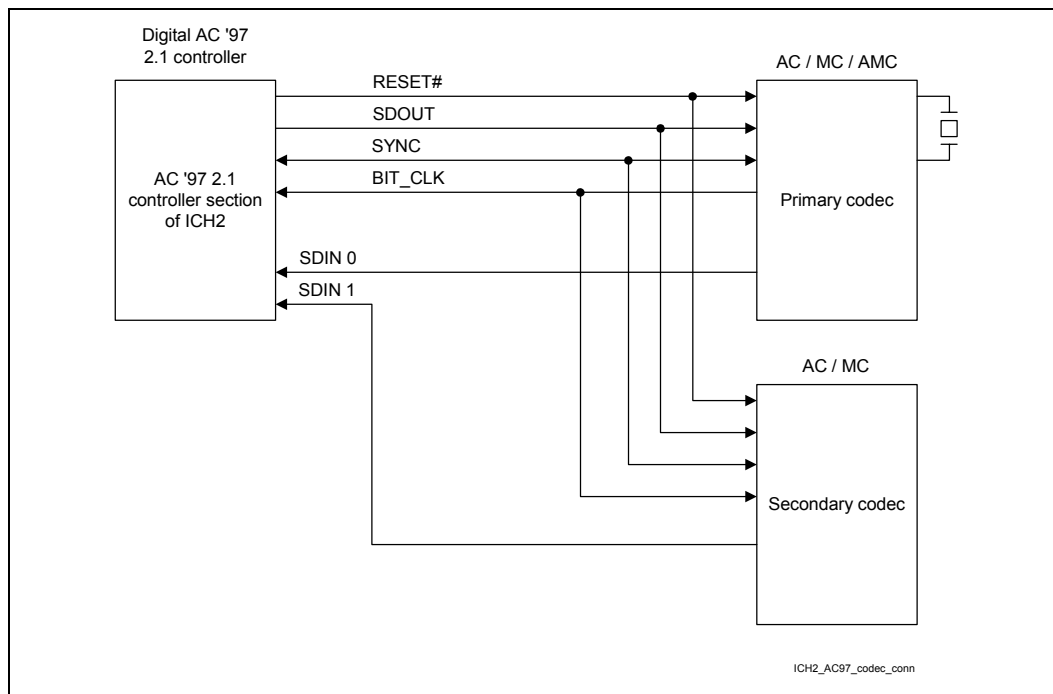 Digital AC '97
2.1 controller
AC / MC / AMC
RESET#
SDOUT
SYNC
BIT_CLK
AC '97 2.1
controller section
of ICH2
Primary codec
SDIN 0
SDIN 1
AC / MC
Secondary codec
ICH2_AC97_codec_conn